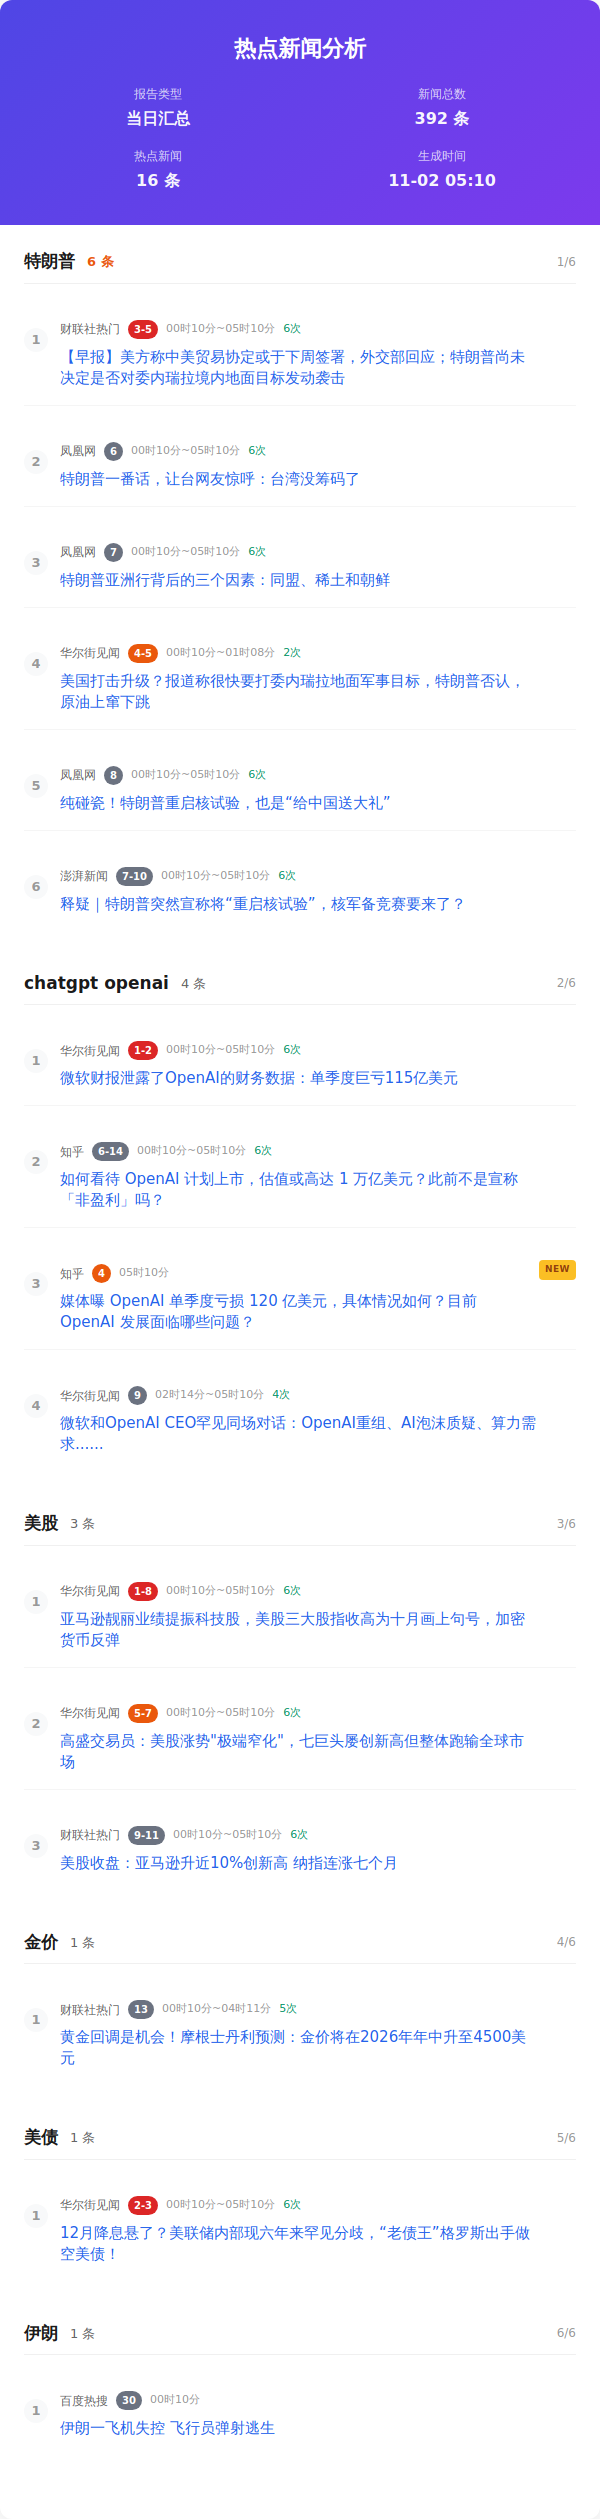 热点新闻分析
报告类型
当日汇总
新闻总数
392 条
热点新闻
16 条
生成时间
11-02 05:10
特朗普 6 条 1/6
1
财联社热门 3-5 00时10分~05时10分 6次
【早报】美方称中美贸易协定或于下周签署，外交部回应；特朗普尚未
决定是否对委内瑞拉境内地面目标发动袭击
2
凤凰网 6 00时10分~05时10分 6次
特朗普一番话，让台网友惊呼：台湾没筹码了
3
凤凰网 7 00时10分~05时10分 6次
特朗普亚洲行背后的三个因素：同盟、稀土和朝鲜
4
华尔街见闻 4-5 00时10分~01时08分 2次
美国打击升级？报道称很快要打委内瑞拉地面军事目标，特朗普否认，
原油上窜下跳
5
凤凰网 8 00时10分~05时10分 6次
纯碰瓷！特朗普重启核试验，也是“给中国送大礼”
6
澎湃新闻 7-10 00时10分~05时10分 6次
释疑｜特朗普突然宣称将“重启核试验”，核军备竞赛要来了？
chatgpt openai 4 条 2/6
1
华尔街见闻 1-2 00时10分~05时10分 6次
微软财报泄露了OpenAI的财务数据：单季度巨亏115亿美元
2
知乎 6-14 00时10分~05时10分 6次
如何看待 OpenAI 计划上市，估值或高达 1 万亿美元？此前不是宣称
「非盈利」吗？
3
知乎 4 05时10分 NEW
媒体曝 OpenAI 单季度亏损 120 亿美元，具体情况如何？目前
OpenAI 发展面临哪些问题？
4
华尔街见闻 9 02时14分~05时10分 4次
微软和OpenAI CEO罕见同场对话：OpenAI重组、AI泡沫质疑、算力需
求……
美股 3 条 3/6
1
华尔街见闻 1-8 00时10分~05时10分 6次
亚马逊靓丽业绩提振科技股，美股三大股指收高为十月画上句号，加密
货币反弹
2
华尔街见闻 5-7 00时10分~05时10分 6次
高盛交易员：美股涨势"极端窄化"，七巨头屡创新高但整体跑输全球市
场
3
财联社热门 9-11 00时10分~05时10分 6次
美股收盘：亚马逊升近10%创新高 纳指连涨七个月
金价 1 条 4/6
1
财联社热门 13 00时10分~04时11分 5次
黄金回调是机会！摩根士丹利预测：金价将在2026年年中升至4500美
元
美债 1 条 5/6
1
华尔街见闻 2-3 00时10分~05时10分 6次
12月降息悬了？美联储内部现六年来罕见分歧，“老债王”格罗斯出手做
空美债！
伊朗 1 条 6/6
1
百度热搜 30 00时10分
伊朗一飞机失控 飞行员弹射逃生